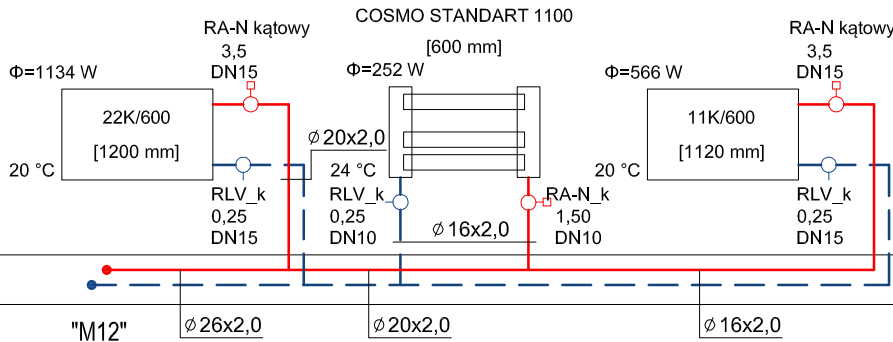 COSMO STANDART 1100
[600 mm]
RA-N kątowy
3,5
DN15
Φ=1134 W
22K/600
[1200 mm]
20 °C
RLV_k
0,25
DN15
⌀20x2,0
Φ=252 W
24 °C
RLV_k
0,25
DN10
RA-N_k
1,50
DN10
⌀16x2,0
RA-N kątowy
3,5
DN15
Φ=566 W
11K/600
[1120 mm]
20 °C
RLV_k
0,25
DN15
"M12"
⌀26x2,0
⌀20x2,0
⌀16x2,0